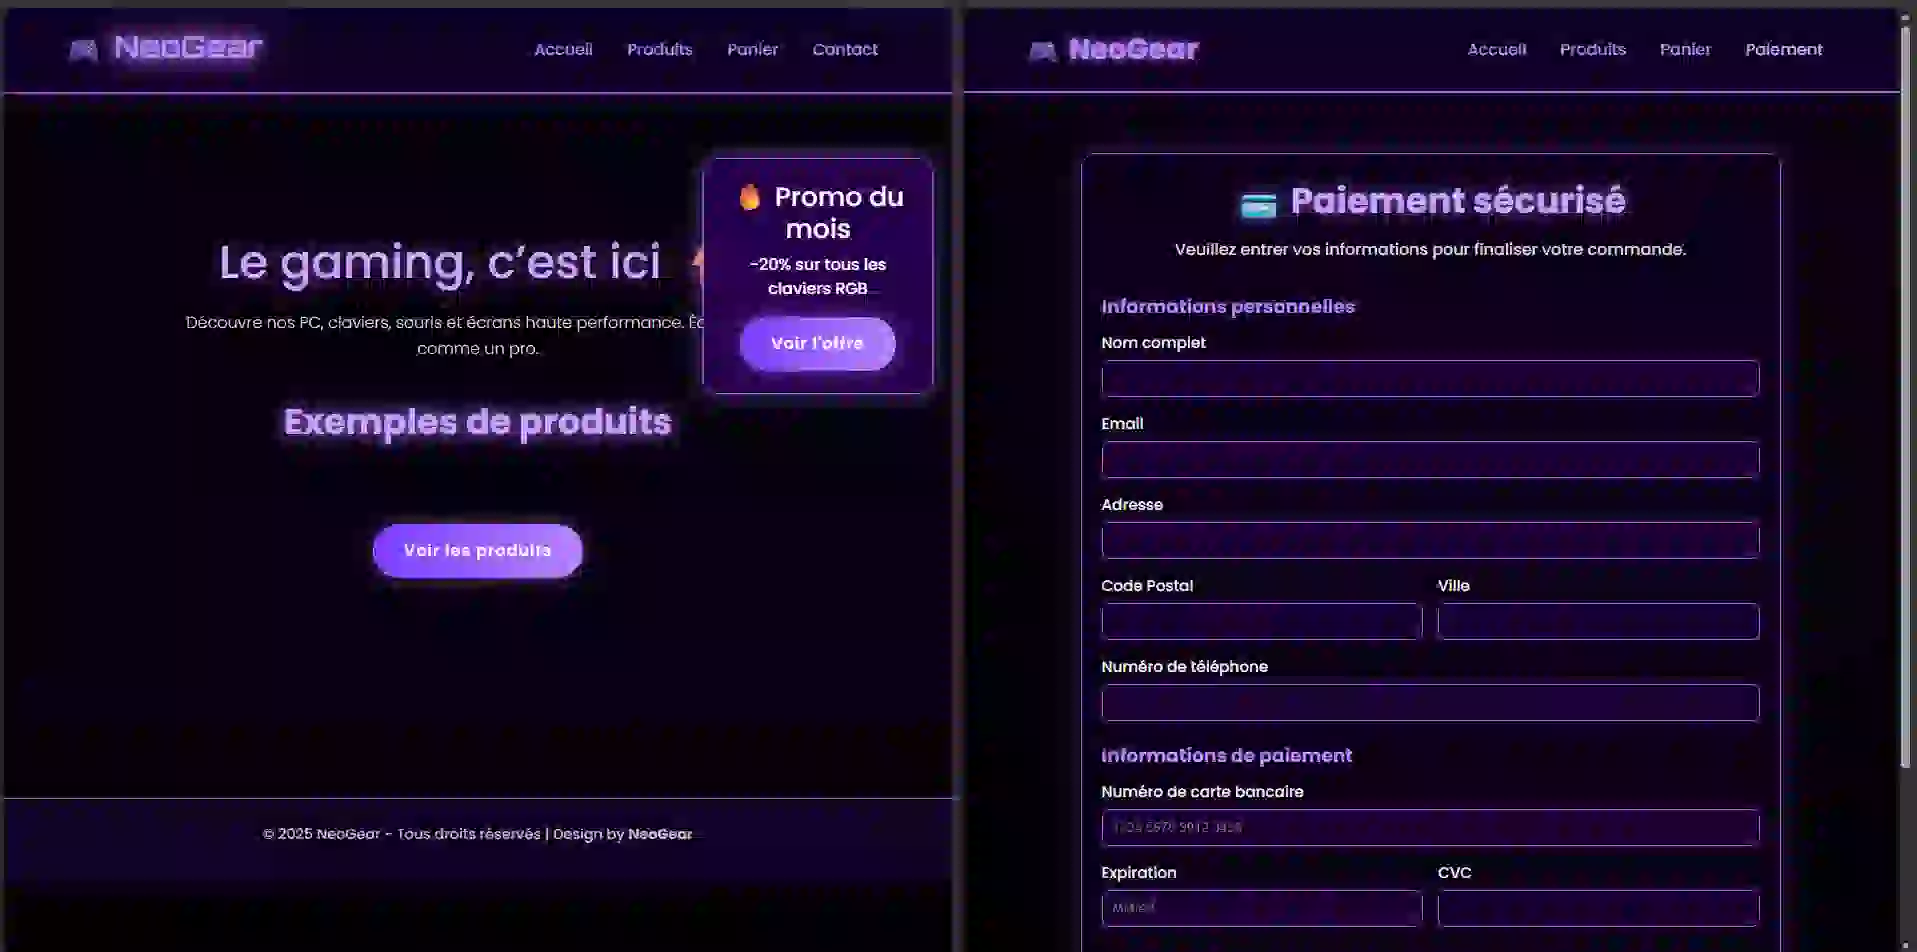 NeoGear
Accueil Produits Panier Contact
Le gaming, c’est ici
Découvre nos PC, claviers, souris et écrans haute performance.
comme un pro.
Promo du
mois
-20% sur tous les
claviers RGB
Voir l'offre
Exemples de produits
Voir les produits
© 2025 NeoGear - Tous droits réservés | Design by NeoGear
NeoGear
Accueil Produits Panier Paiement
Paiement sécurisé
Veuillez entrer vos informations pour finaliser votre commande.
Informations personnelles
Nom complet
Email
Adresse
Code Postal Ville
Numéro de téléphone
Informations de paiement
Numéro de carte bancaire
Expiration CVC